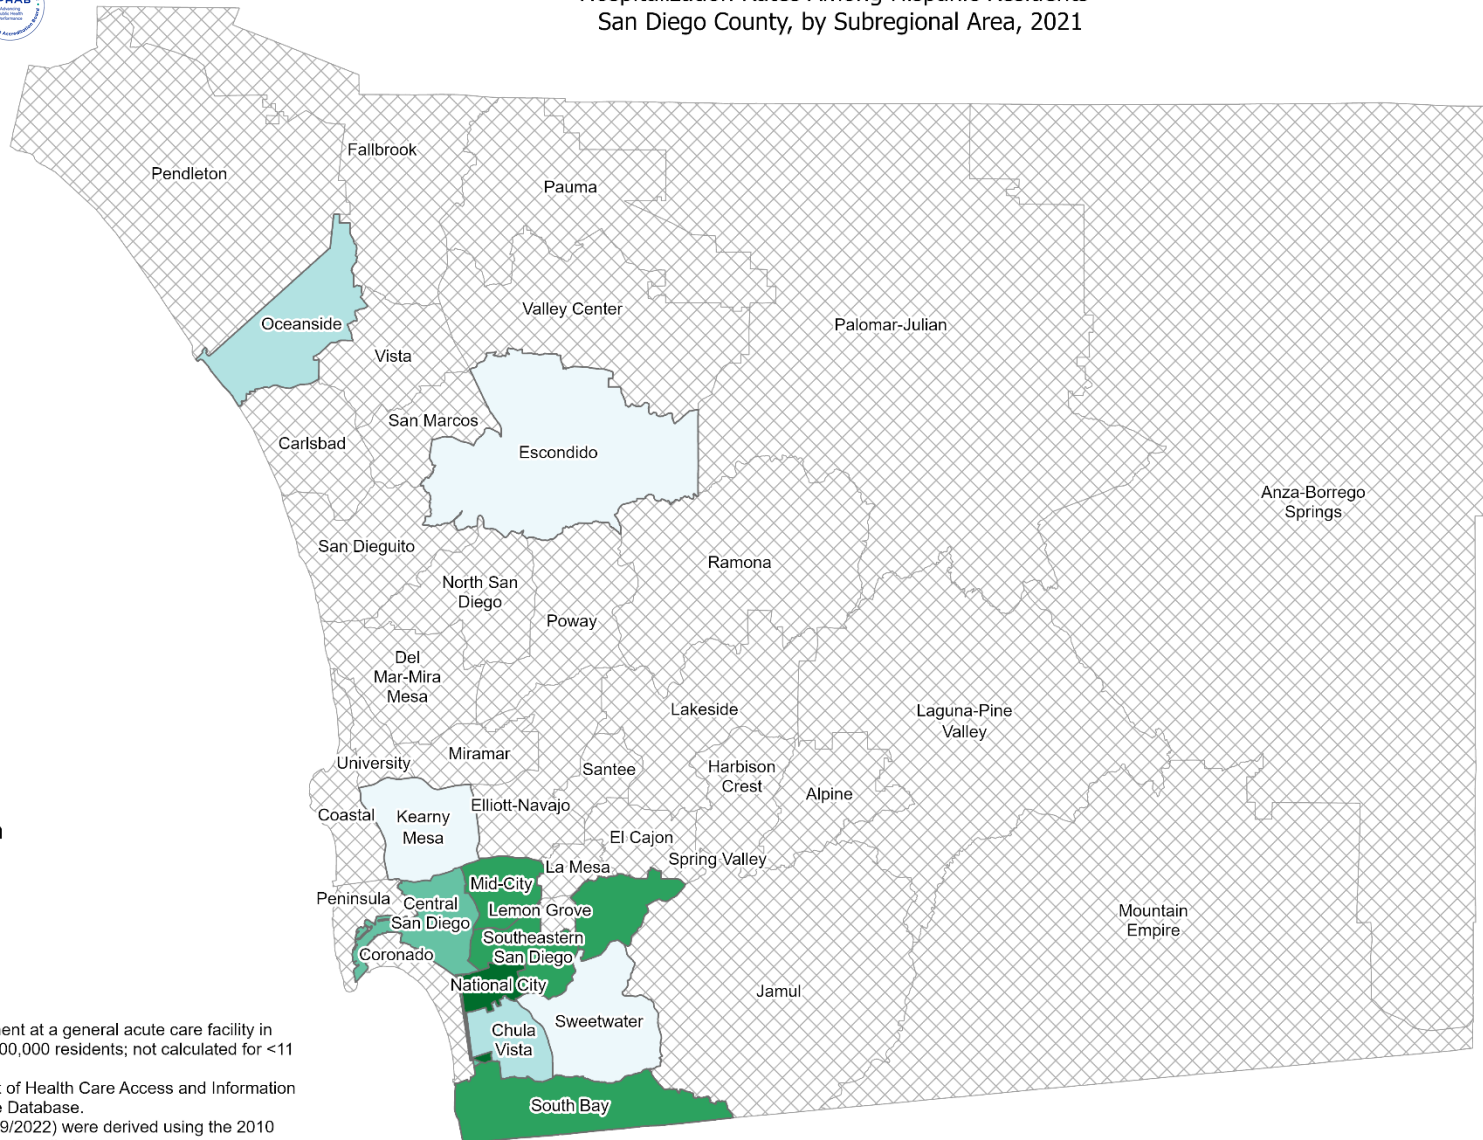 San Diego County, by Subregional Area, 2021
Advancing
Fallbrook
Pendleton
Pauma
Valley Center
Oceanside
Palomar-Julian
Vista
San Marcos
Carlsbad
Escondido
Anza-Borrego
Springs
San Dieguito
Ramona
North San
Diego
Poway
Del
Mar-Mira
Mesa
Lakeside
Laguna-Pine
Valley
Miramar
University
Santee
Harbison
Crest
Alpine
Elliott-Navajo
Coastal
Kearny
Mesa
El Cajon
Spring Valley
La Mesa
Mid-City
Peninsula
Central
San Diego
Lemon Grove
Mountain
Empire
Southeastern
San Diego
Coronado
National City
Jamul
Sweetwater
Chula
Vista
South Bay
ent at a general acute care facility in
00,000 residents; not calculated for <11
of Health Care Access and Information
Database.
9/2022) were derived using the 2010